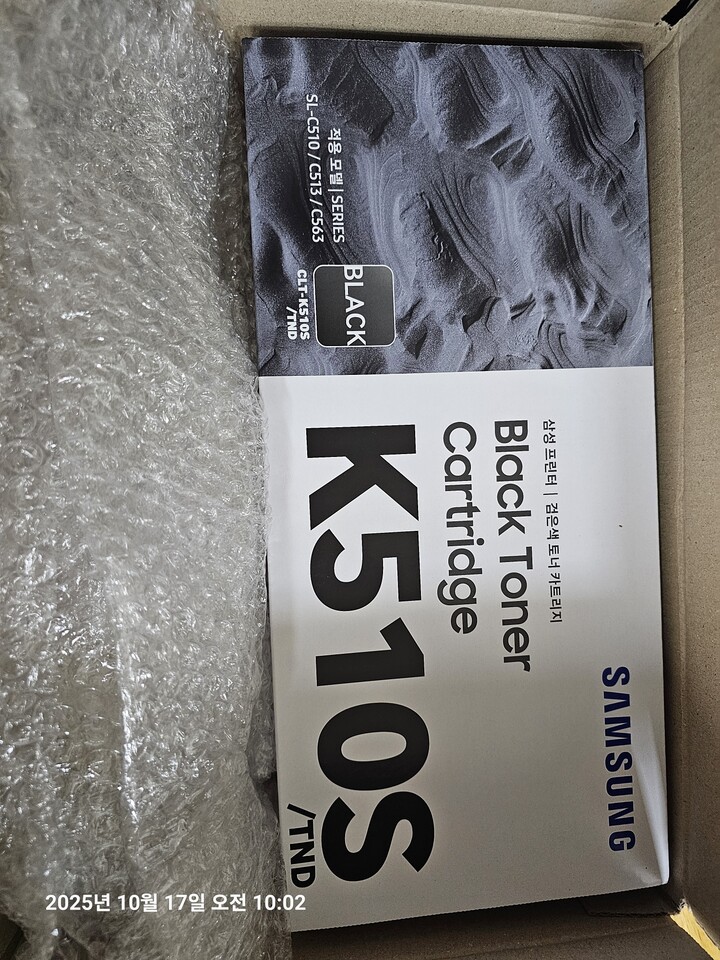 SAMSUNG
삼성 프린터 | 검은색 토너 카트리지
Black Toner
Cartridge
K510S
/TND
BLACK
CLT-K510S
/TND
적용 모델 | SERIES
SL-C510 / C513 / C563
2025년 10월 17일 오전 10:02